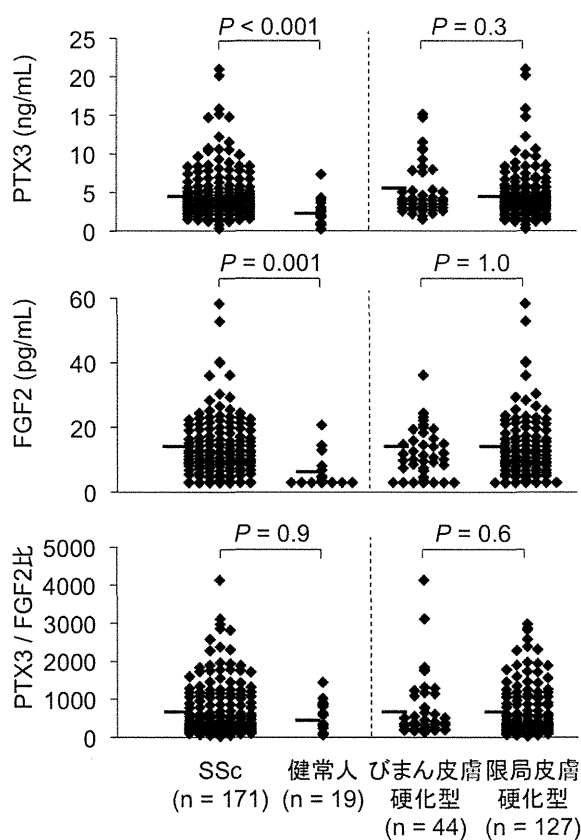 P < 0.001
P = 0.3
PTX3 (ng/mL)
25
20
15
10
5
0
P = 0.001
P = 1.0
FGF2 (pg/mL)
60
40
20
0
P = 0.9
P = 0.6
PTX3 / FGF2比
5000
4000
3000
2000
1000
0
SSc
(n = 171)
健常人
(n = 19)
びまん皮膚
硬化型
(n = 44)
限局皮膚
硬化型
(n = 127)